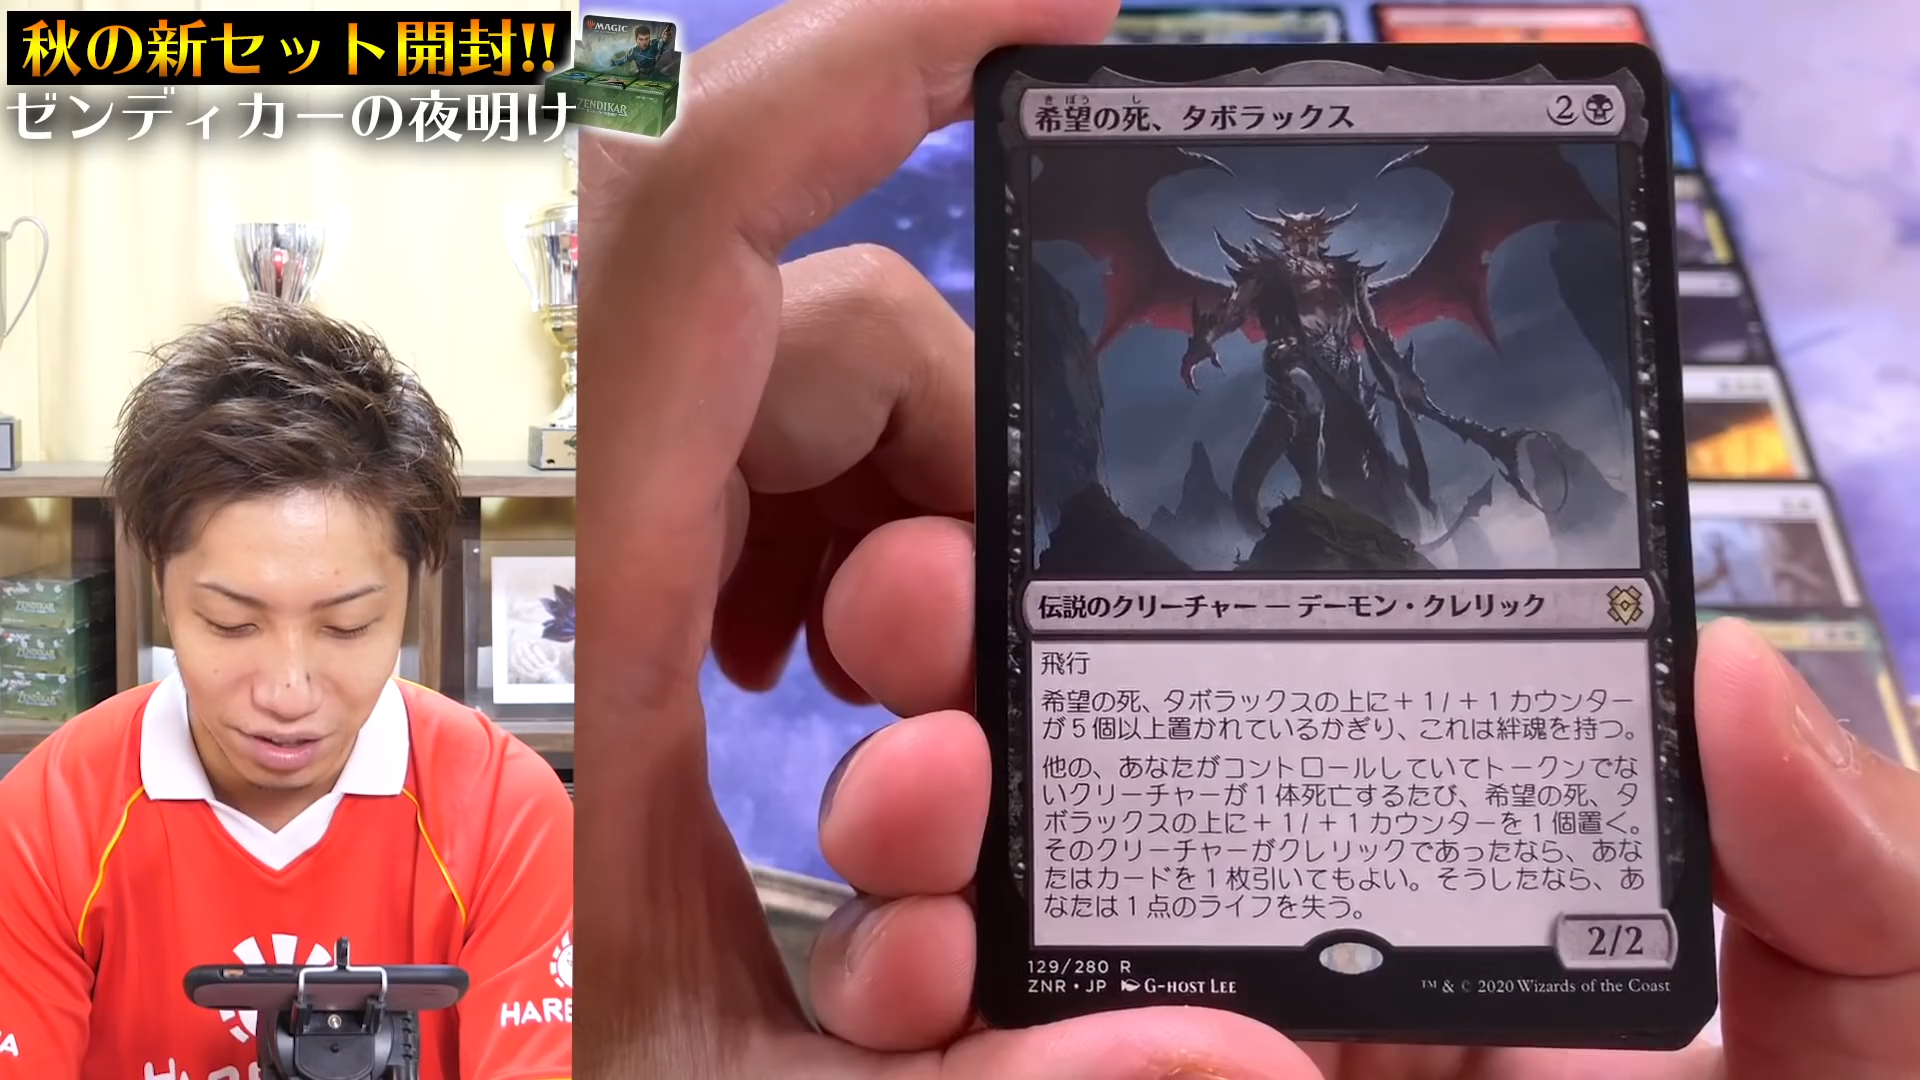 秋の新セット開封!!
ゼンディカーの夜明け
MAGIC
ZENDIKAR
希望の死、タボラックス
きぼう
し
2
伝説のクリーチャー — デーモン・クレリック
飛行
希望の死、タボラックスの上に+1/+1カウンター
が5個以上置かれているかぎり、これは絆魂を持つ。
他の、あなたがコントロールしていてトークンでな
いクリーチャーが1体死亡するたび、希望の死、タ
ボラックスの上に+1/+1カウンターを1個置く。
そのクリーチャーがクレリックであったなら、あな
たはカードを1枚引いてもよい。そうしたなら、あ
なたは1点のライフを失う。
2/2
129/280 R
ZNR・JP G-HOST LEE
™ & © 2020 Wizards of the Coast
ZENDIKAR
ZENDIKAR
ZENDIKAR
HARE